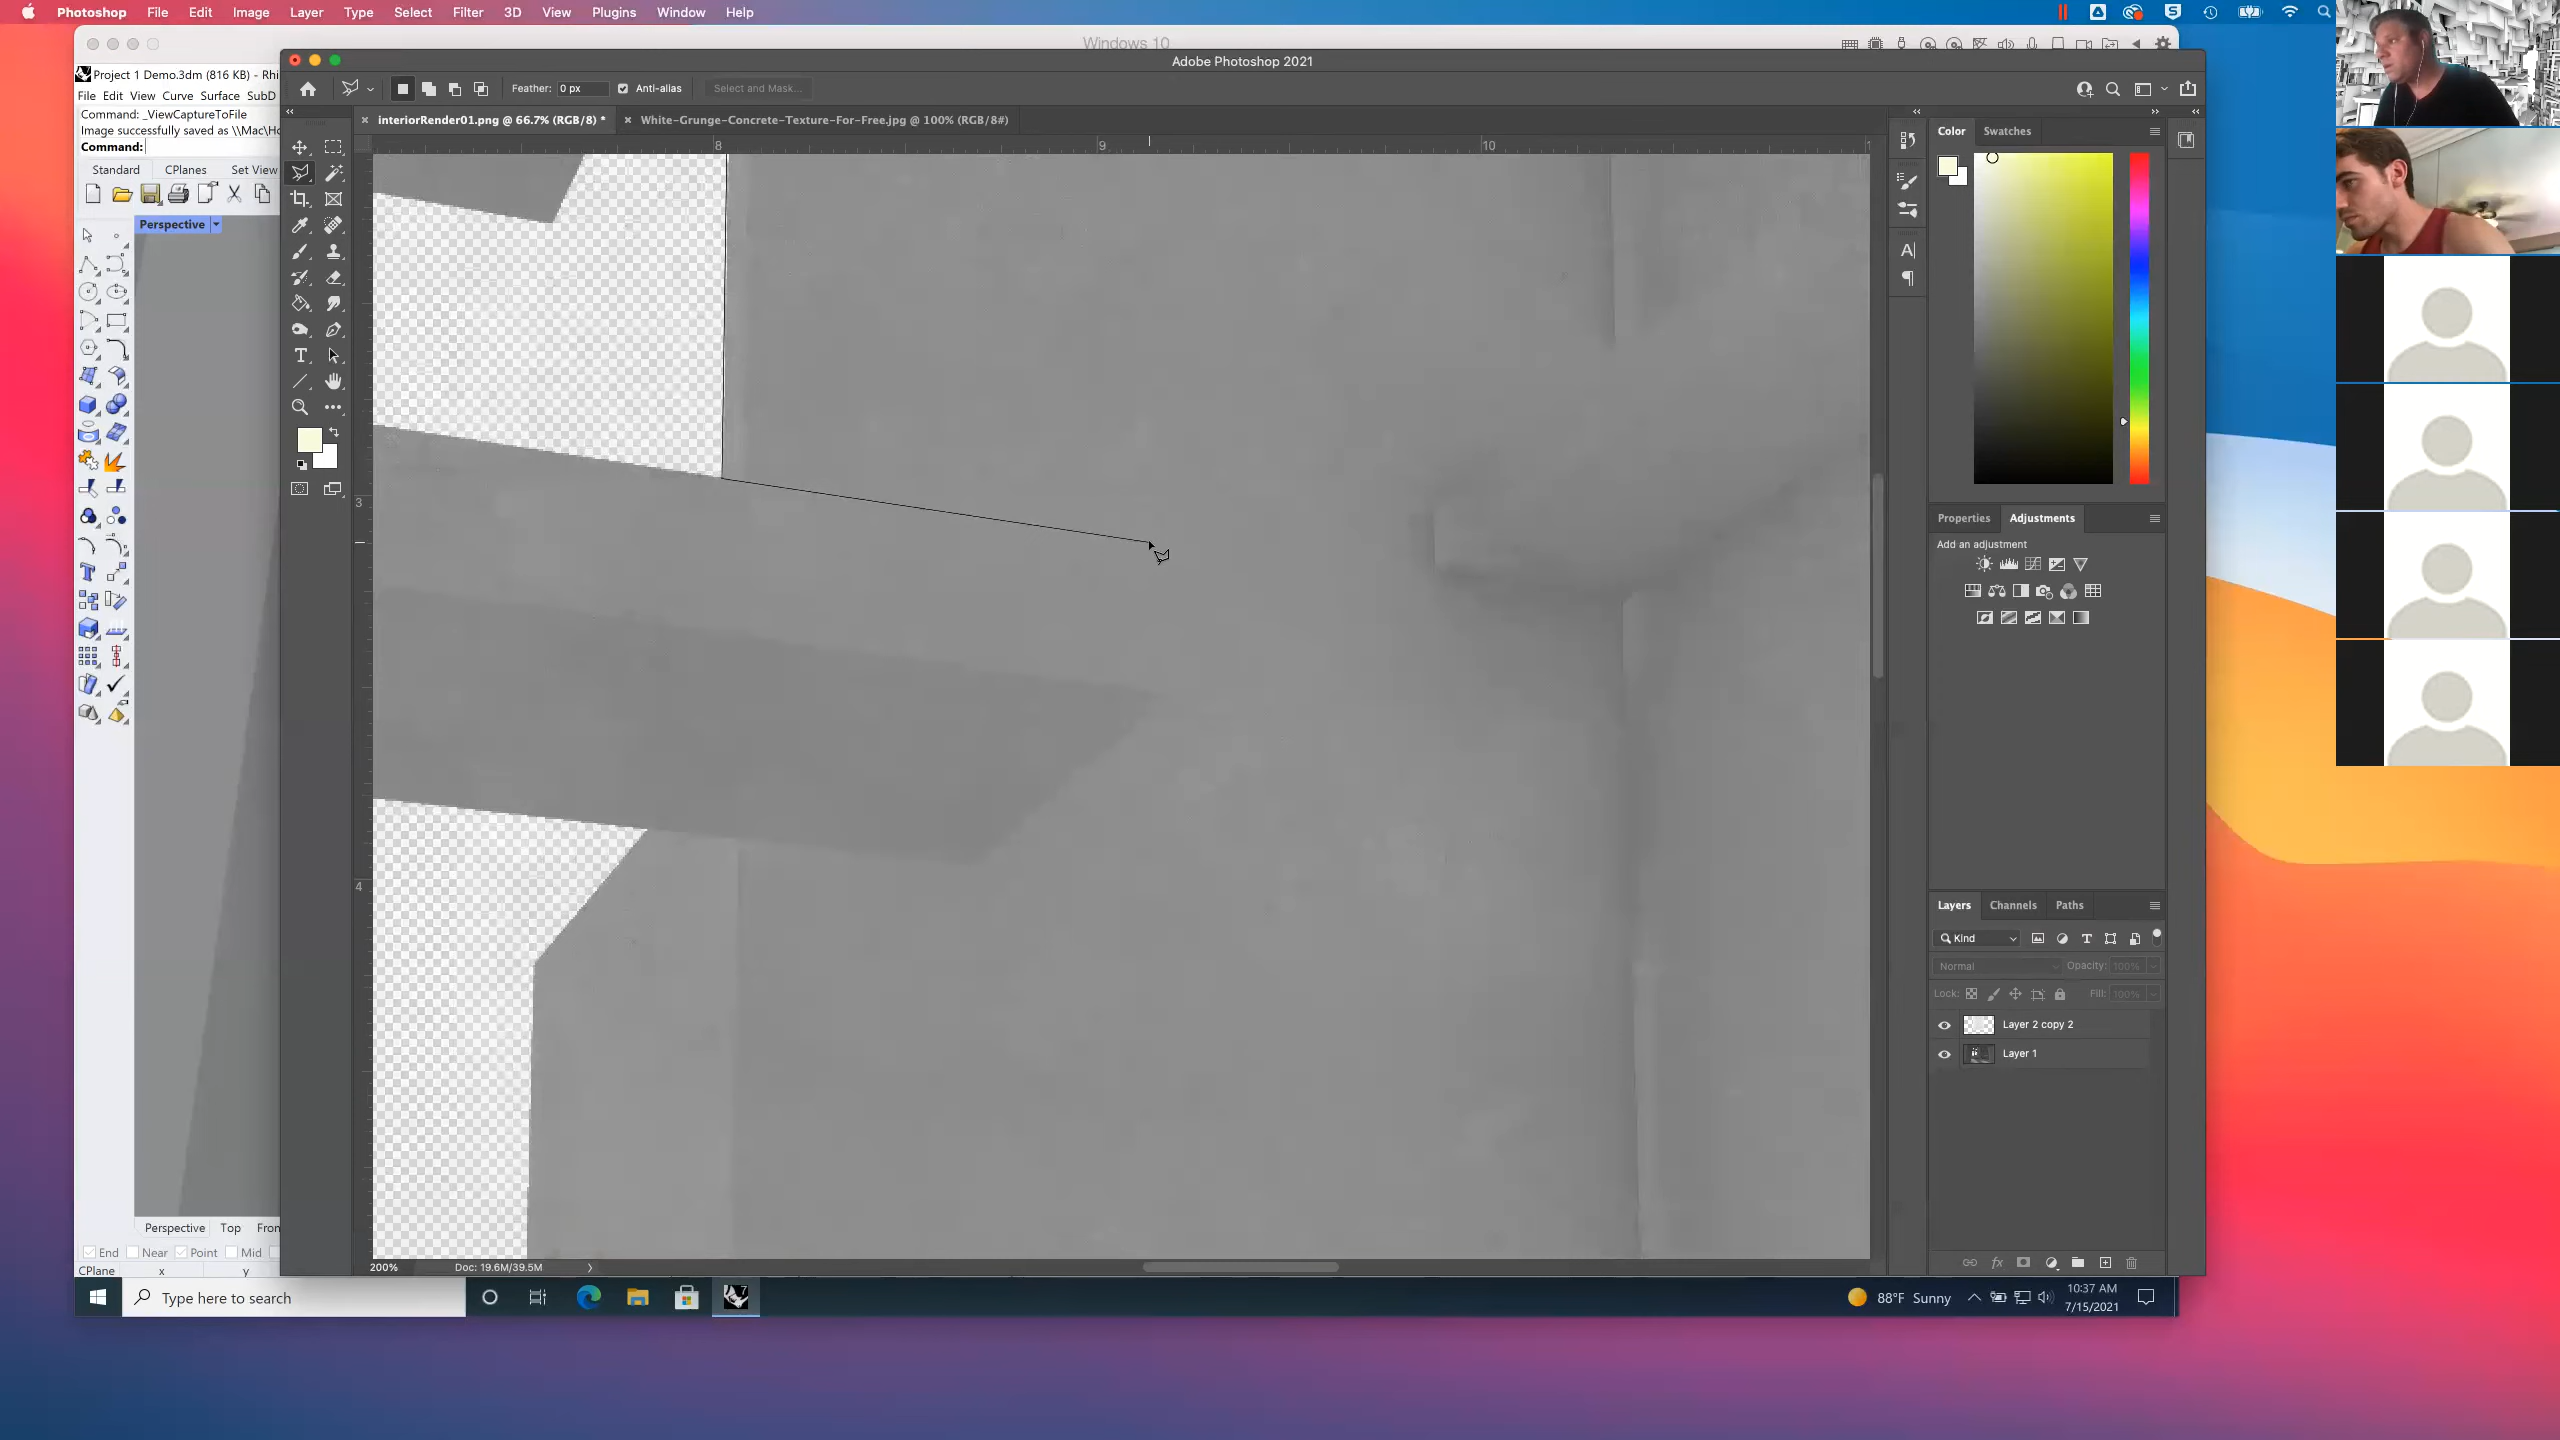 Photoshop File Edit Image Layer Type Select Filter 3D View Plugins Window Help
Windows 10
Adobe Photoshop 2021
Project 1 Demo.3dm (816 KB) - Rhi
File Edit View Curve Surface SubD
Command: _ViewCaptureToFile
Image successfully saved as \\Mac\Ho
Command:
Standard CPlanes Set View
Perspective
Feather: 0 px Anti-alias Select and Mask...
interiorRender01.png @ 66.7% (RGB/8) * White-Grunge-Concrete-Texture-For-Free.jpg @ 100% (RGB/8#)
8 9 10 1
3
4
Color Swatches
Properties Adjustments
Add an adjustment
Layers Channels Paths
Kind
Normal Opacity: 100%
Lock: Fill: 100%
Layer 2 copy 2
Layer 1
200% Doc: 19.6M/39.5M
Perspective Top Fron
End Near Point Mid
CPlane x y
Type here to search
88°F Sunny
10:37 AM
7/15/2021